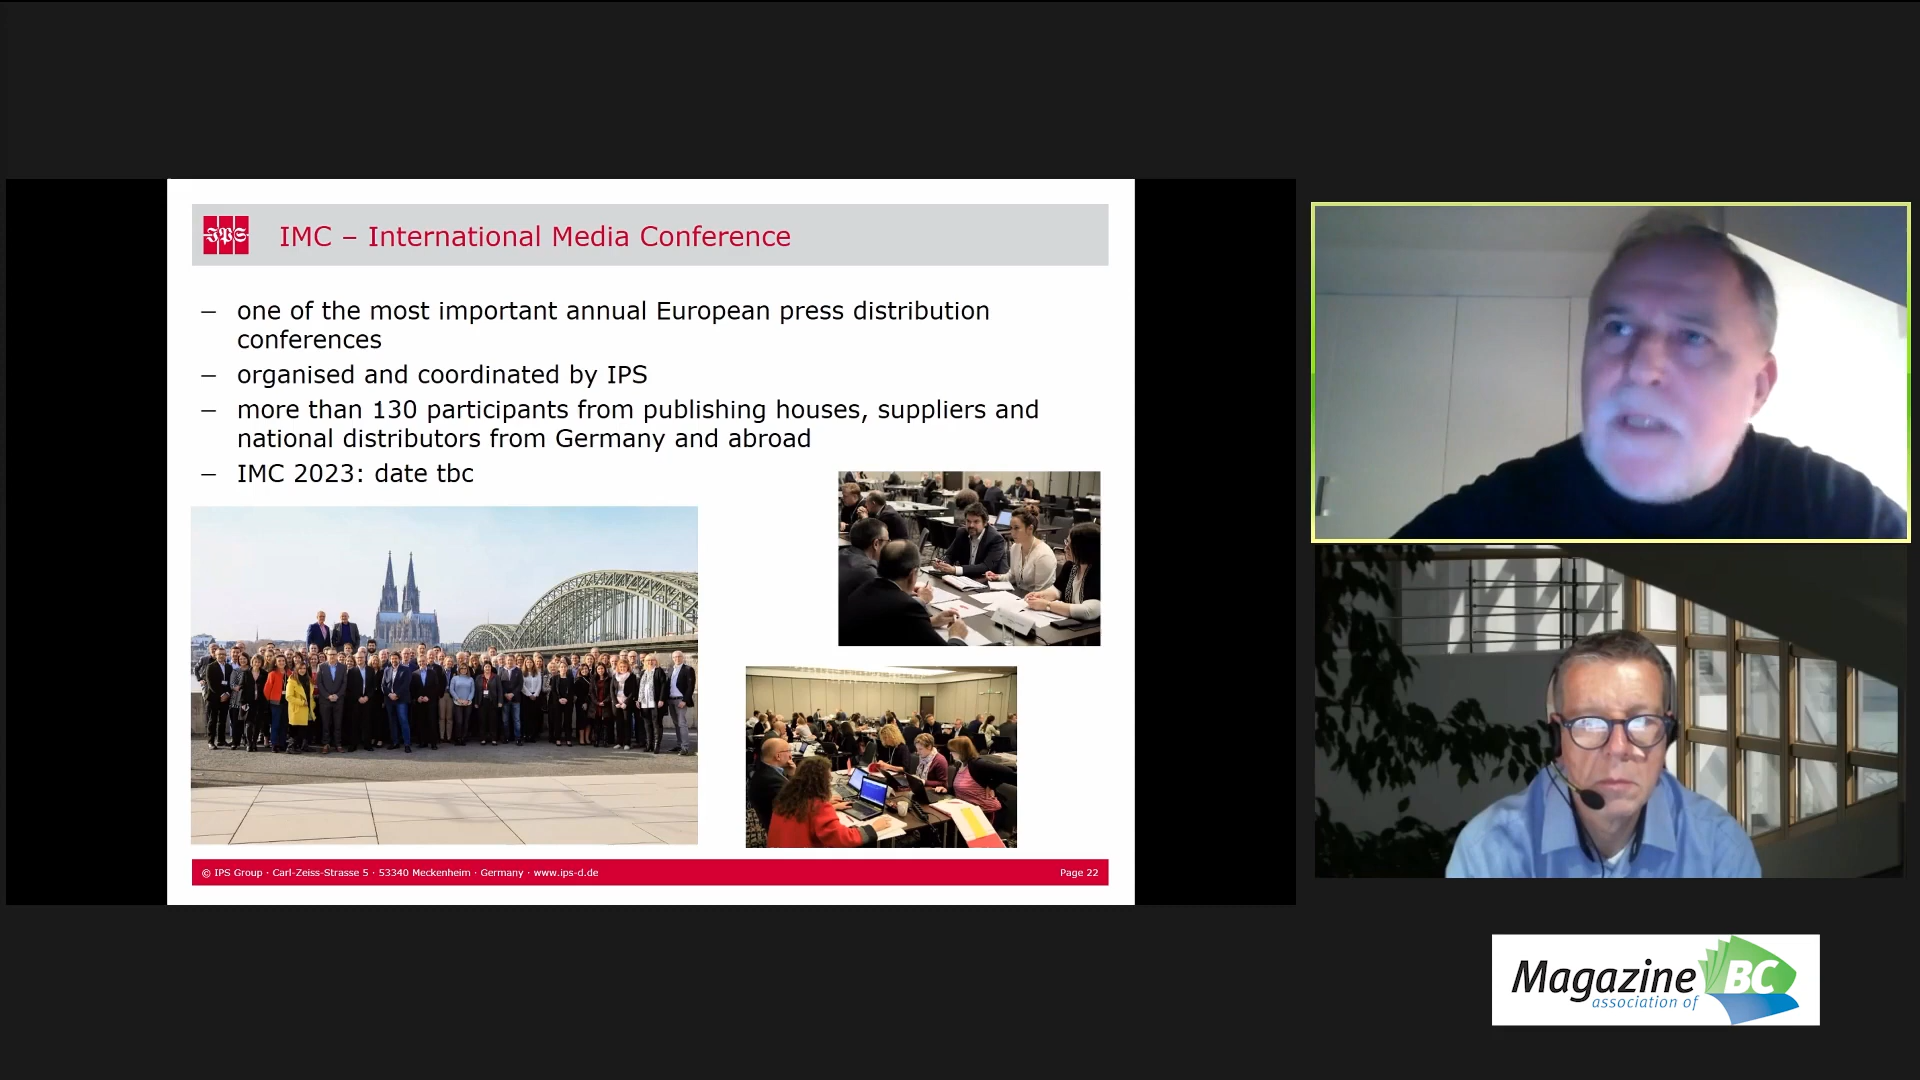 IPS
IMC – International Media Conference
– one of the most important annual European press distribution
conferences
– organised and coordinated by IPS
– more than 130 participants from publishing houses, suppliers and
national distributors from Germany and abroad
– IMC 2023: date tbc
© IPS Group · Carl-Zeiss-Strasse 5 · 53340 Meckenheim · Germany · www.ips-d.de
Page 22
Magazine BC
association of